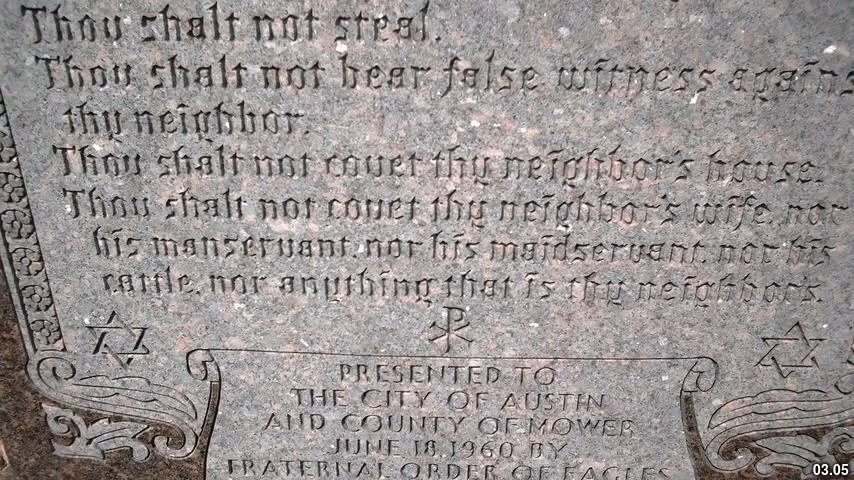 Thou shalt not steal.
Thou shalt not bear false witness agains
thy neighbor.
Thou shalt not covet thy neighbor's house.
Thou shalt not covet thy neighbor's wife, nor
his manservant, nor his maidservant, nor his
cattle, nor anything that is thy neighbor's.
PRESENTED TO
THE CITY OF AUSTIN
AND COUNTY OF MOWER
JUNE 18, 1960 BY
FRATERNAL ORDER OF EAGLES
03.05